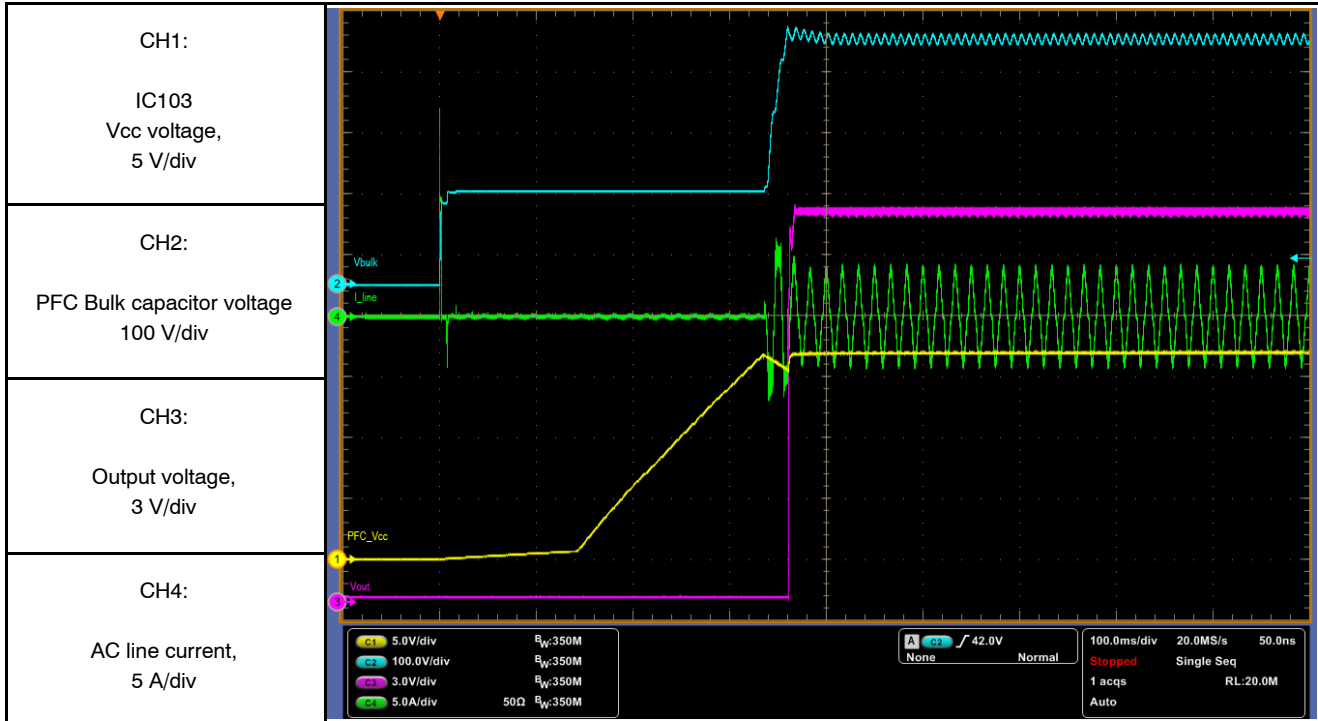 CH1:
IC103
Vcc voltage,
5 V/div
CH2:
PFC Bulk capacitor voltage
100 V/div
CH3:
Output voltage,
3 V/div
CH4:
AC line current,
5 A/div
Vbulk
2
I_line
4
PFC_Vcc
1
Vout
3
C1 5.0V/div BW:350M
C2 100.0V/div BW:350M
C3 3.0V/div BW:350M
C4 5.0A/div 50Ω BW:350M
A C2 42.0V
None Normal
100.0ms/div 20.0MS/s 50.0ns
Stopped Single Seq
1 acqs RL:20.0M
Auto